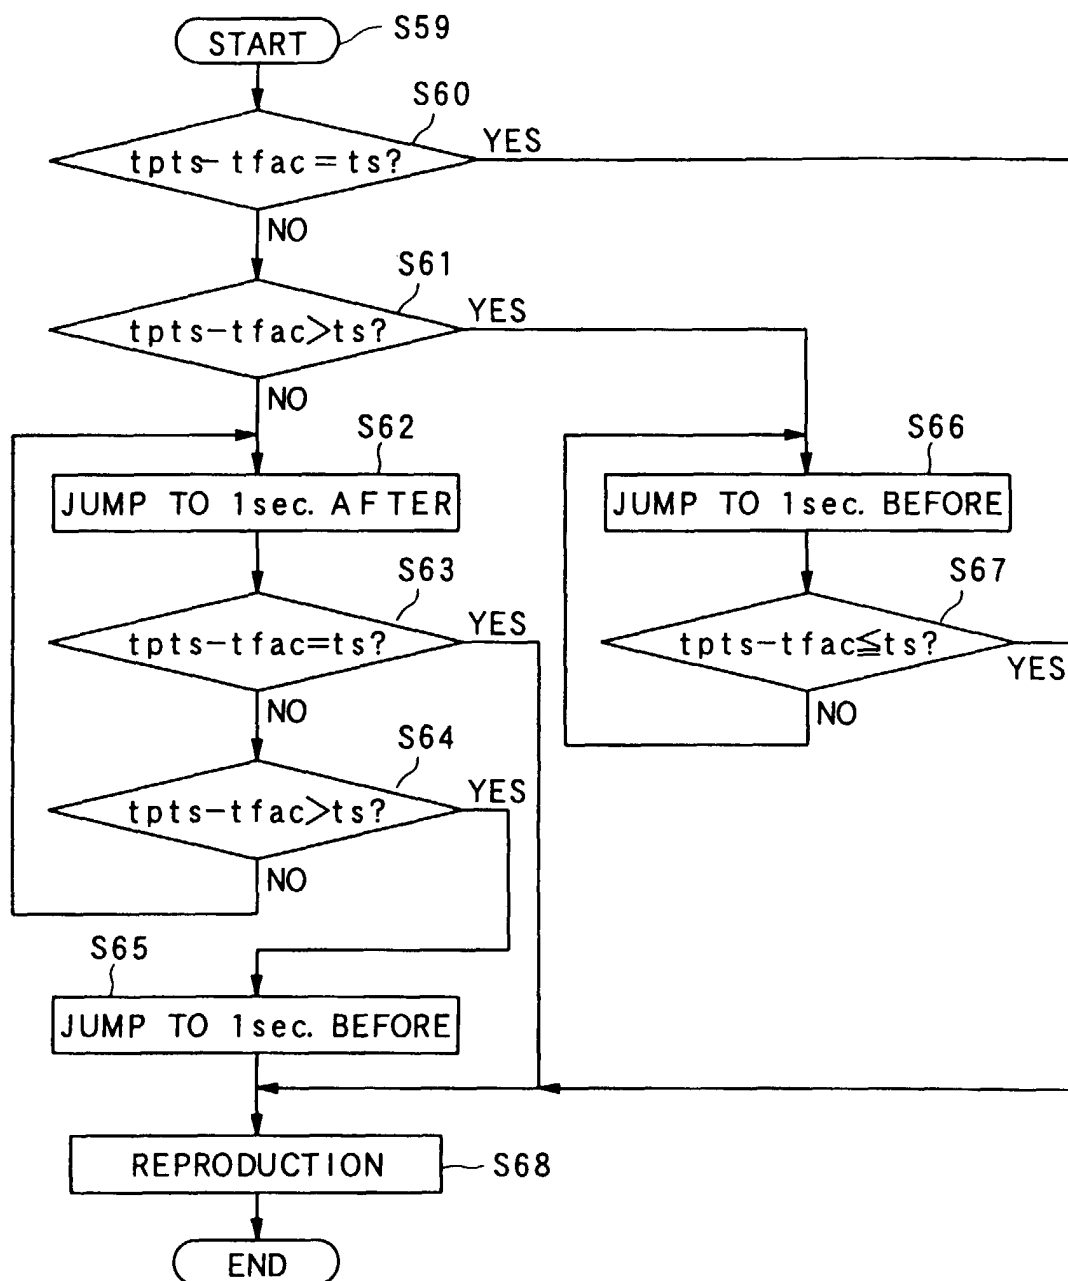 START
S59
S60
tpts-tfac=ts?
YES
NO
S61
tpts-tfac>ts?
YES
NO
S62
JUMP TO 1sec. AFTER
S66
JUMP TO 1sec. BEFORE
S63
tpts-tfac=ts?
YES
NO
S67
tpts-tfac≦ts?
YES
NO
S64
tpts-tfac>ts?
YES
NO
S65
JUMP TO 1sec. BEFORE
REPRODUCTION
S68
END